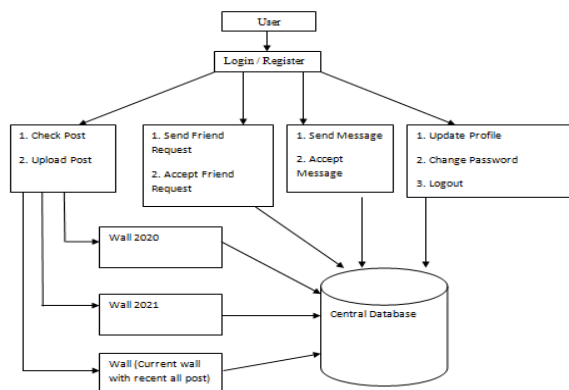 User
Login / Register
1. Check Post
2. Upload Post
1. Send Friend
Request
2. Accept Friend
Request
1. Send Message
2. Accept
Message
1. Update Profile
2. Change Password
3. Logout
Wall 2020
Wall 2021
Wall (Current wall
with recent all post)
Central Database